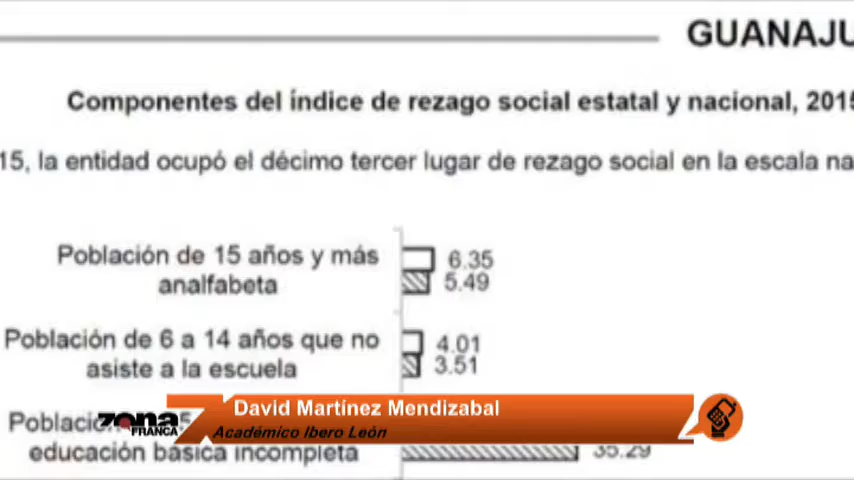 GUANAJU
Componentes del índice de rezago social estatal y nacional, 2015
15, la entidad ocupó el décimo tercer lugar de rezago social en la escala na
Población de 15 años y más
analfabeta
6.35
5.49
Población de 6 a 14 años que no
asiste a la escuela
4.01
3.51
Població
5
educación básica incompleta
35.29
zona
FRANCA
David Martínez Mendizabal
Académico Ibero León